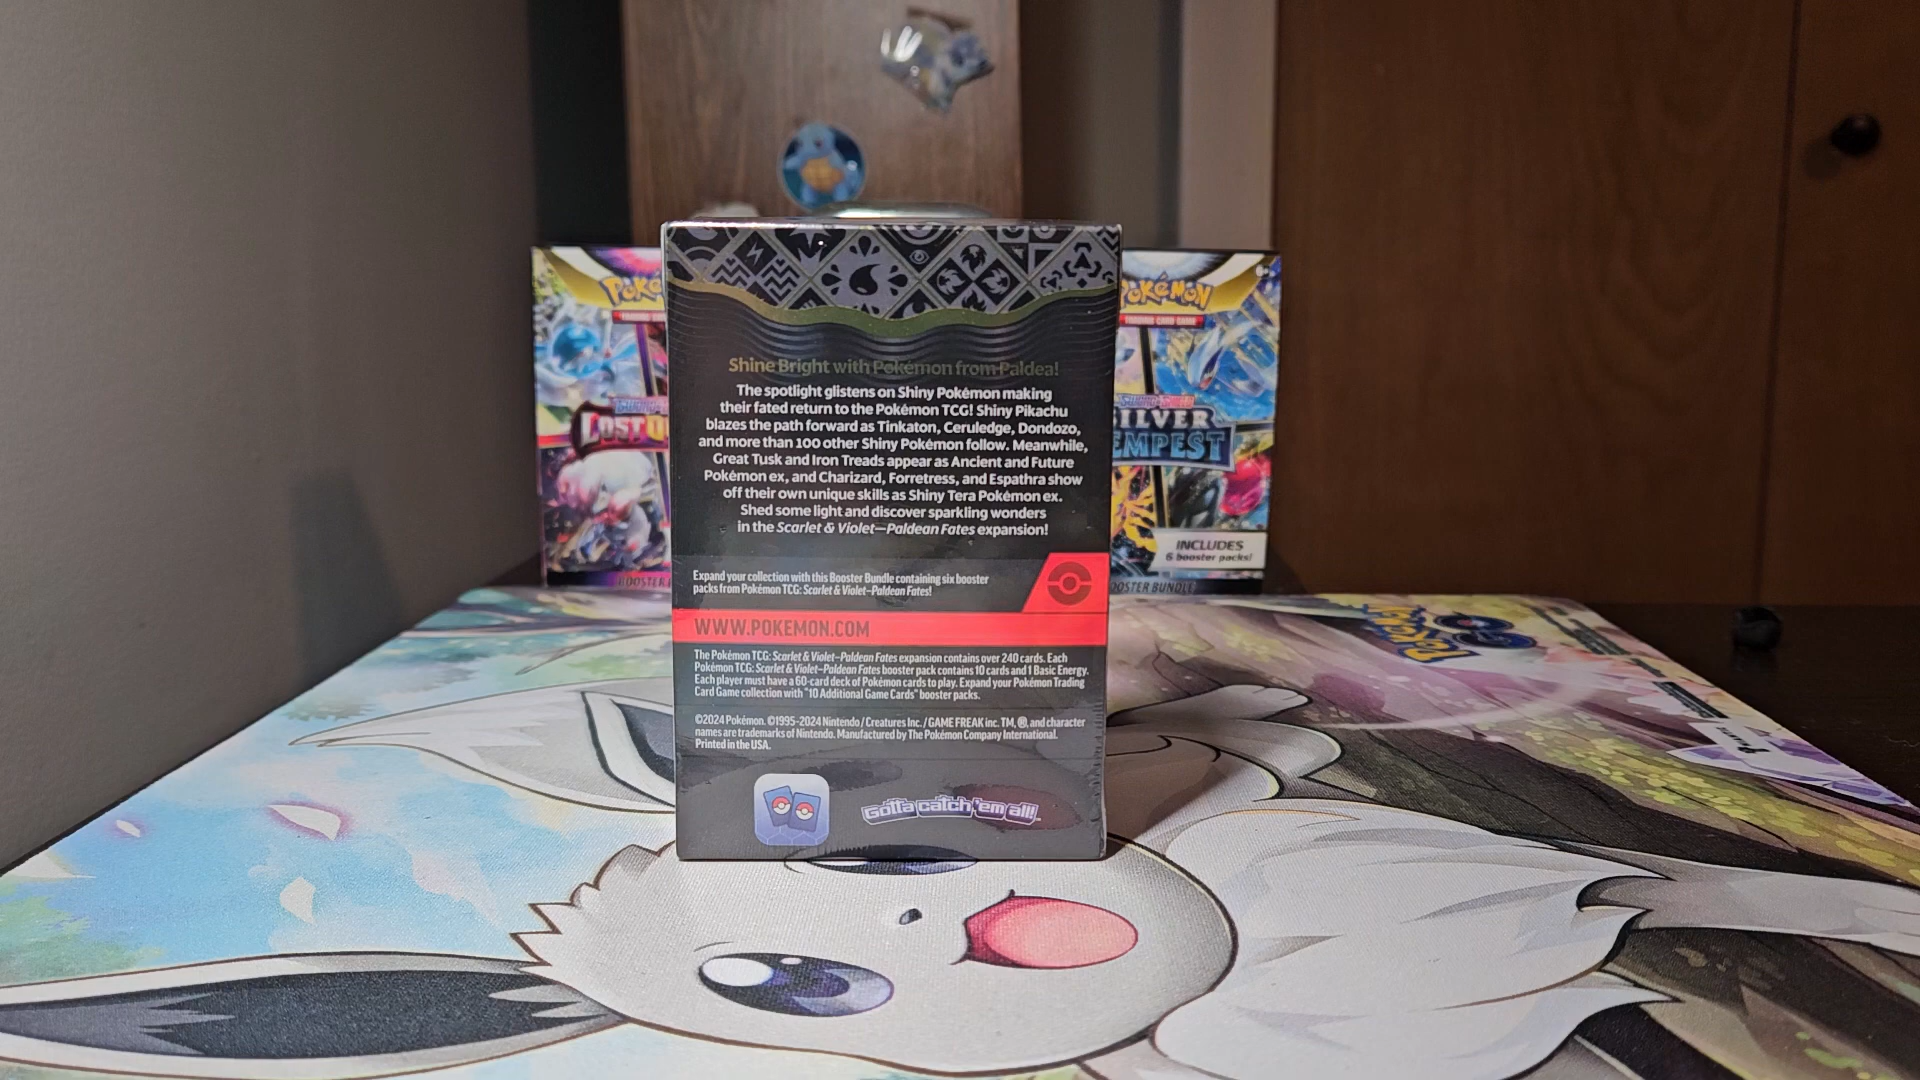 Shine Bright with Pokémon from Paldea!
The spotlight glistens on Shiny Pokémon making
their fated return to the Pokémon TCG! Shiny Pikachu
blazes the path forward as Tinkaton, Ceruledge, Dondozo,
and more than 100 other Shiny Pokémon follow. Meanwhile,
Great Tusk and Iron Treads appear as Ancient and Future
Pokémon ex, and Charizard, Forretress, and Espathra show
off their own unique skills as Shiny Tera Pokémon ex.
Shed some light and discover sparkling wonders
in the Scarlet & Violet—Paldean Fates expansion!
Expand your collection with this Booster Bundle containing six booster
packs from Pokémon TCG: Scarlet & Violet–Paldean Fates!
WWW.POKEMON.COM
The Pokémon TCG: Scarlet & Violet–Paldean Fates expansion contains over 240 cards. Each
Pokémon TCG: Scarlet & Violet–Paldean Fates booster pack contains 10 cards and 1 Basic Energy.
Each player must have a 60-card deck of Pokémon cards to play. Expand your Pokémon Trading
Card Game collection with "10 Additional Game Cards" booster packs.
©2024 Pokémon. ©1995-2024 Nintendo / Creatures Inc. / GAME FREAK inc. TM, ®, and character
names are trademarks of Nintendo. Manufactured by The Pokémon Company International.
Printed in the USA.
Gotta catch 'em all!
LOST
POKéMON
TRADING CARD GAME
6+
SILVER
TEMPEST
INCLUDES
6 booster packs!
BOOSTER BUNDLE
Pokémon
GO